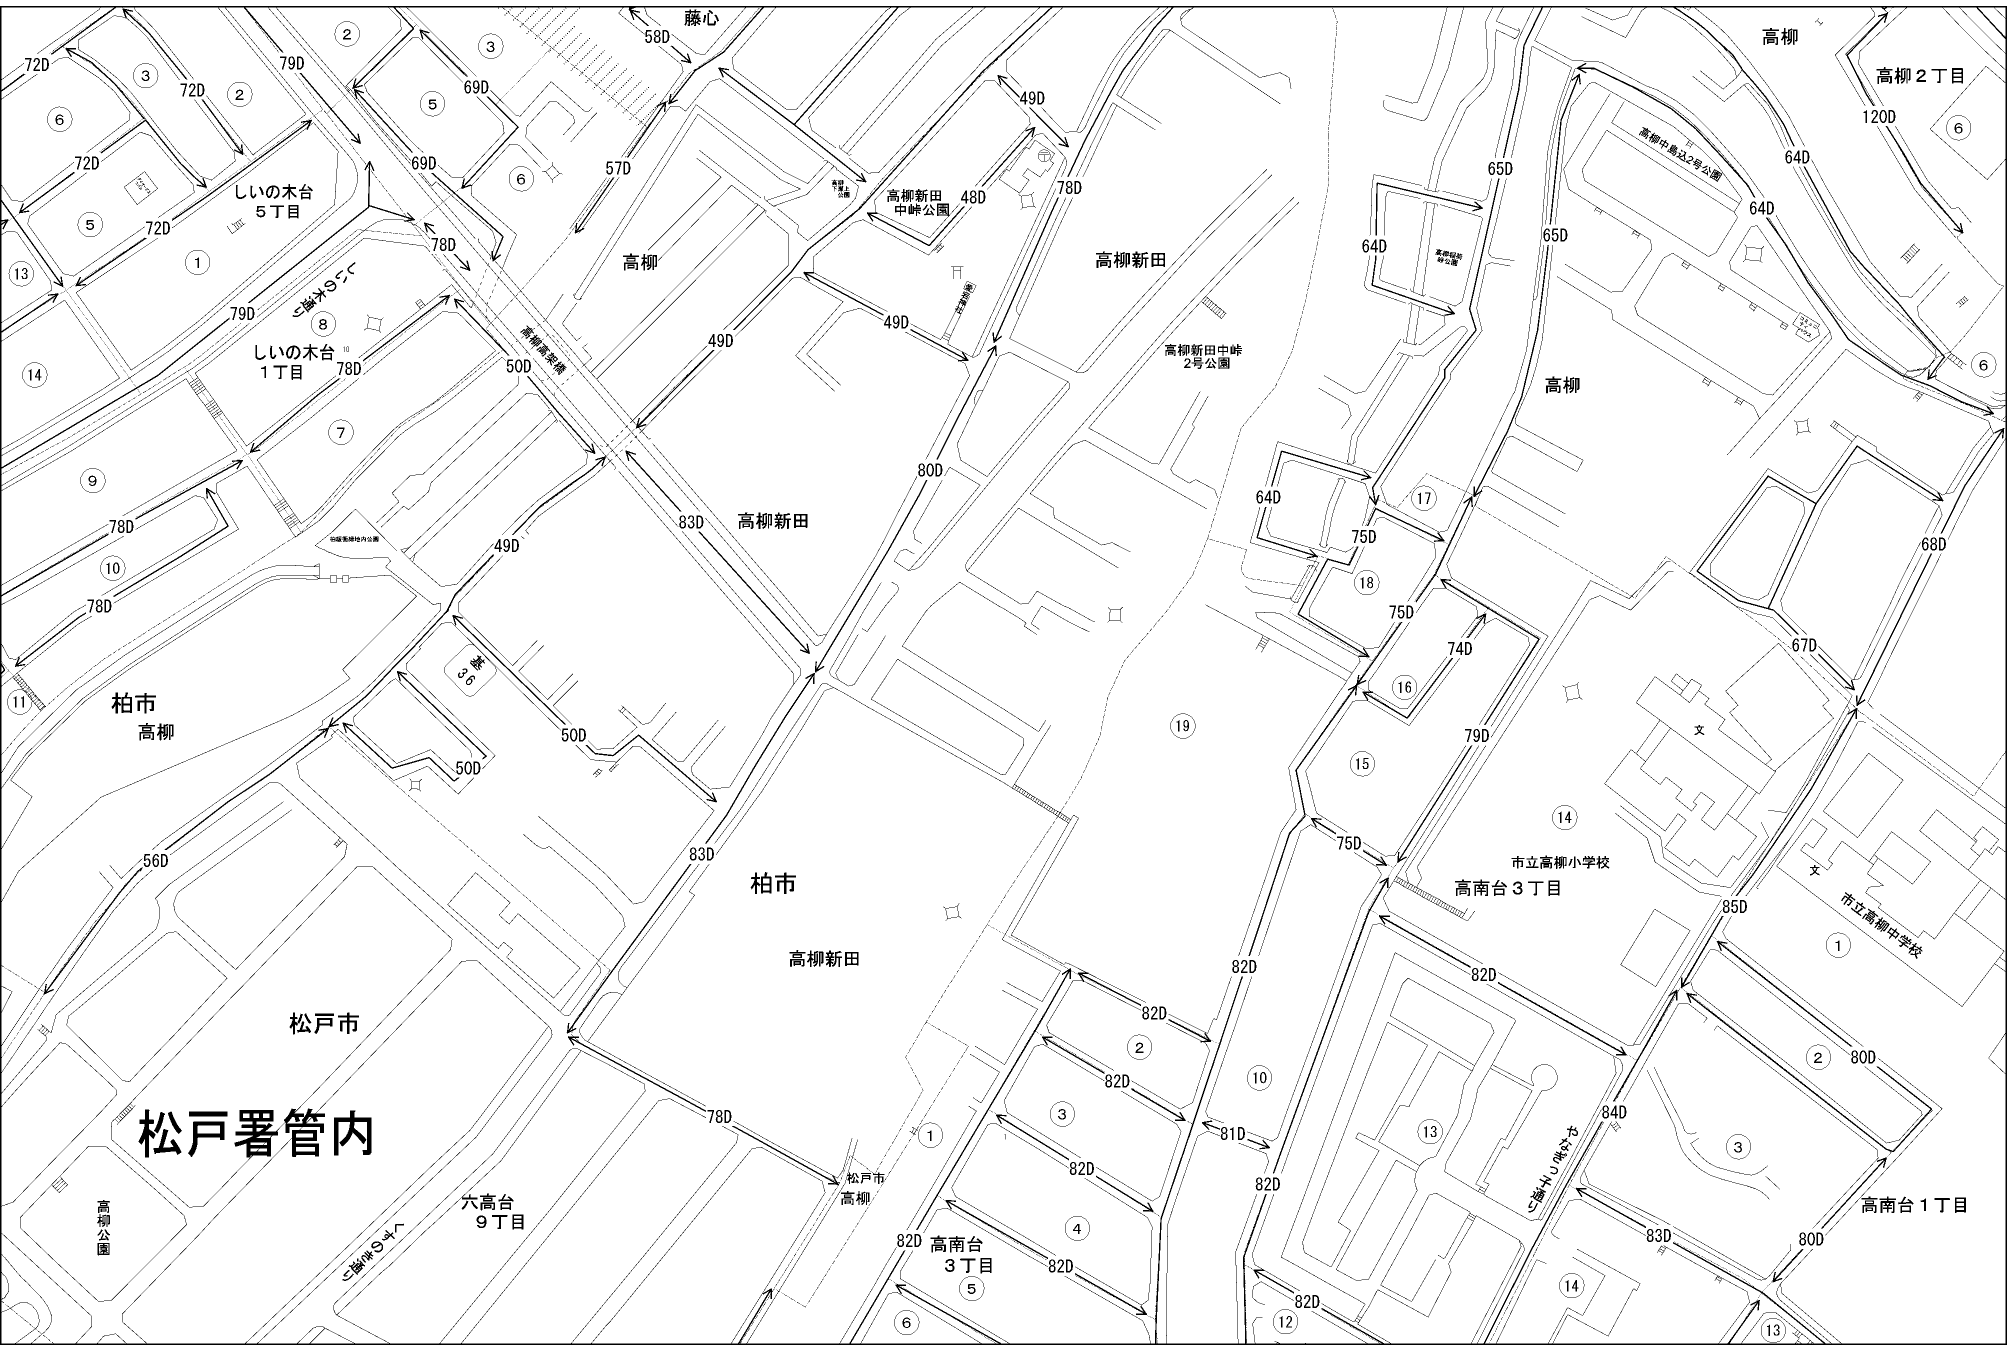 藤心
高柳
高柳２丁目
58D
79D
72D
③
②
②
③
72D
⑤
69D
⑥
49D
65D
120D
64D
⑥
高柳中島込2号公園
72D
69D
⑥
57D
78D
しいの木台
５丁目
⑤
72D
高柳新田
中峠公園
48D
64D
78D
65D
64D
①
⑬
高柳
高柳新田
しいの木通り
79D
⑧
49D
49D
高柳高架橋
しいの木台
１丁目
78D
50D
高柳新田中峠
2号公園
高柳
⑥
⑭
⑦
⑨
80D
64D
⑰
78D
83D
高柳新田
75D
68D
49D
⑩
78D
⑱
75D
74D
67D
基
36
⑪
柏市
高柳
50D
50D
⑲
⑯
79D
文
⑮
⑭
56D
83D
75D
市立高柳小学校
高南台３丁目
文
市立高柳中学校
柏市
85D
①
高柳新田
82D
82D
松戸市
82D
②
②
80D
82D
⑩
松戸署管内
78D
①
③
81D
⑬
84D
やなぎっ子通り
③
82D
82D
松戸市
高柳
高柳公園
六高台
９丁目
④
高南台１丁目
82D
高南台
３丁目
82D
83D
80D
⑤
⑭
82D
⑥
⑫
⑬